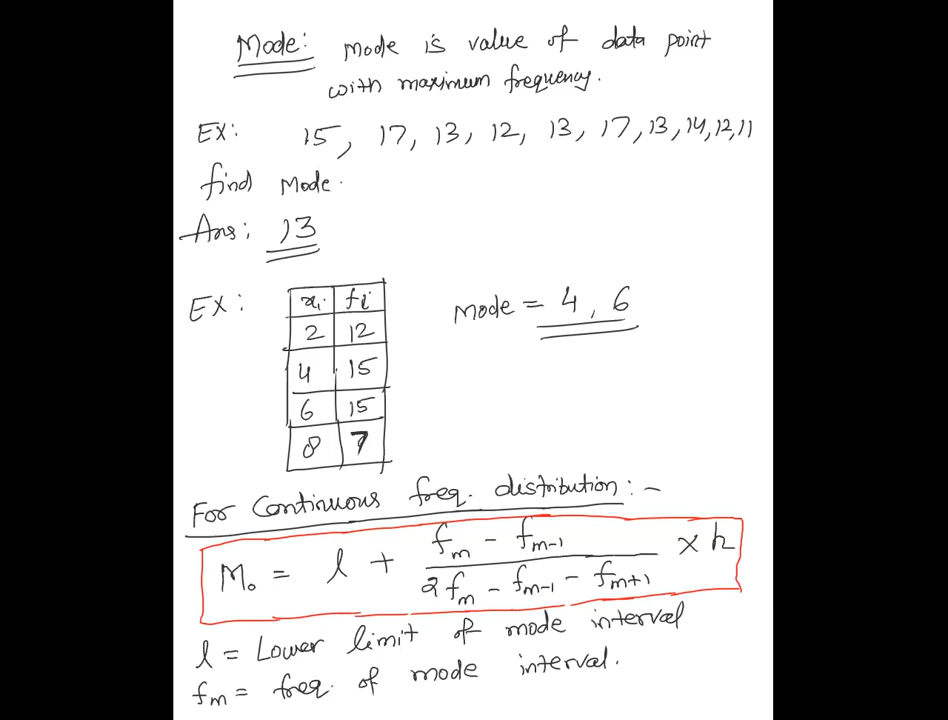 Mode: Mode is value of data point
with maximum frequency.
EX: 15, 17, 13, 12, 13, 17, 13, 14, 12, 11
find Mode.
Ans: 13
EX:
xi fi
2 12
4 15
6 15
8 7
Mode = 4, 6
For Continuous freq. distribution: -
Mo = l + (fm - fm-1) / (2fm - fm-1 - fm+1) × h
l = Lower limit of mode interval
fm = freq. of mode interval.